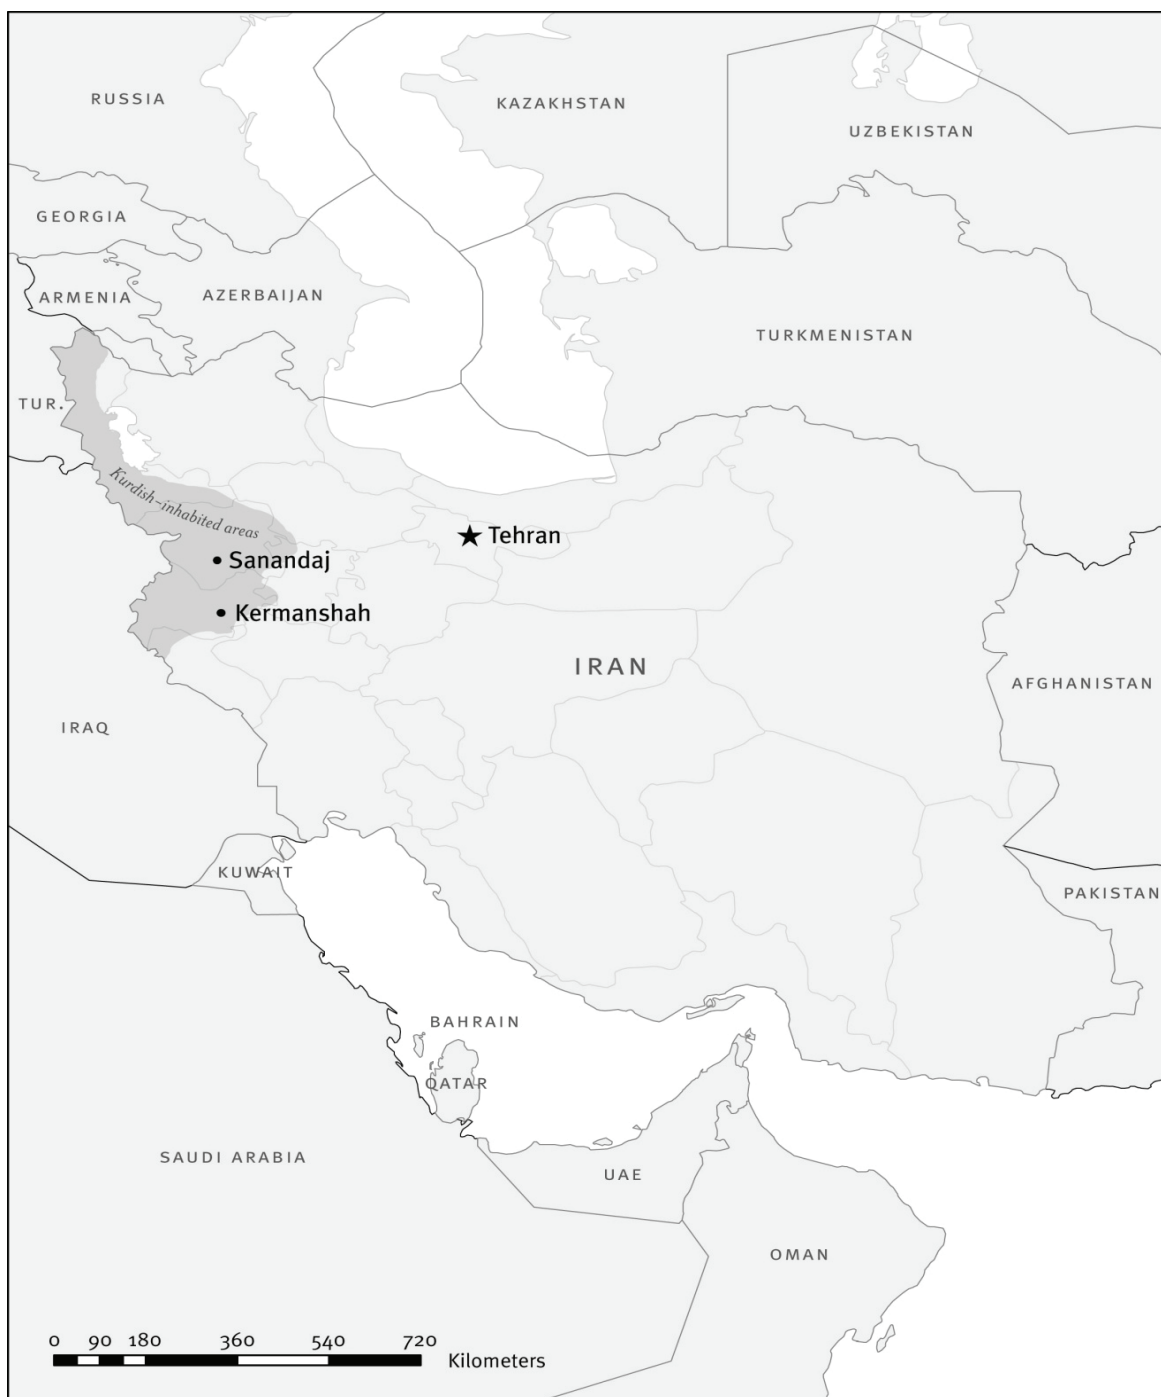 RUSSIA
KAZAKHSTAN
UZBEKISTAN
GEORGIA
ARMENIA
AZERBAIJAN
TURKMENISTAN
TUR.
Kurdish-inhabited areas
Tehran
Sanandaj
Kermanshah
IRAN
AFGHANISTAN
IRAQ
KUWAIT
PAKISTAN
BAHRAIN
QATAR
SAUDI ARABIA
UAE
OMAN
0 90 180 360 540 720
Kilometers